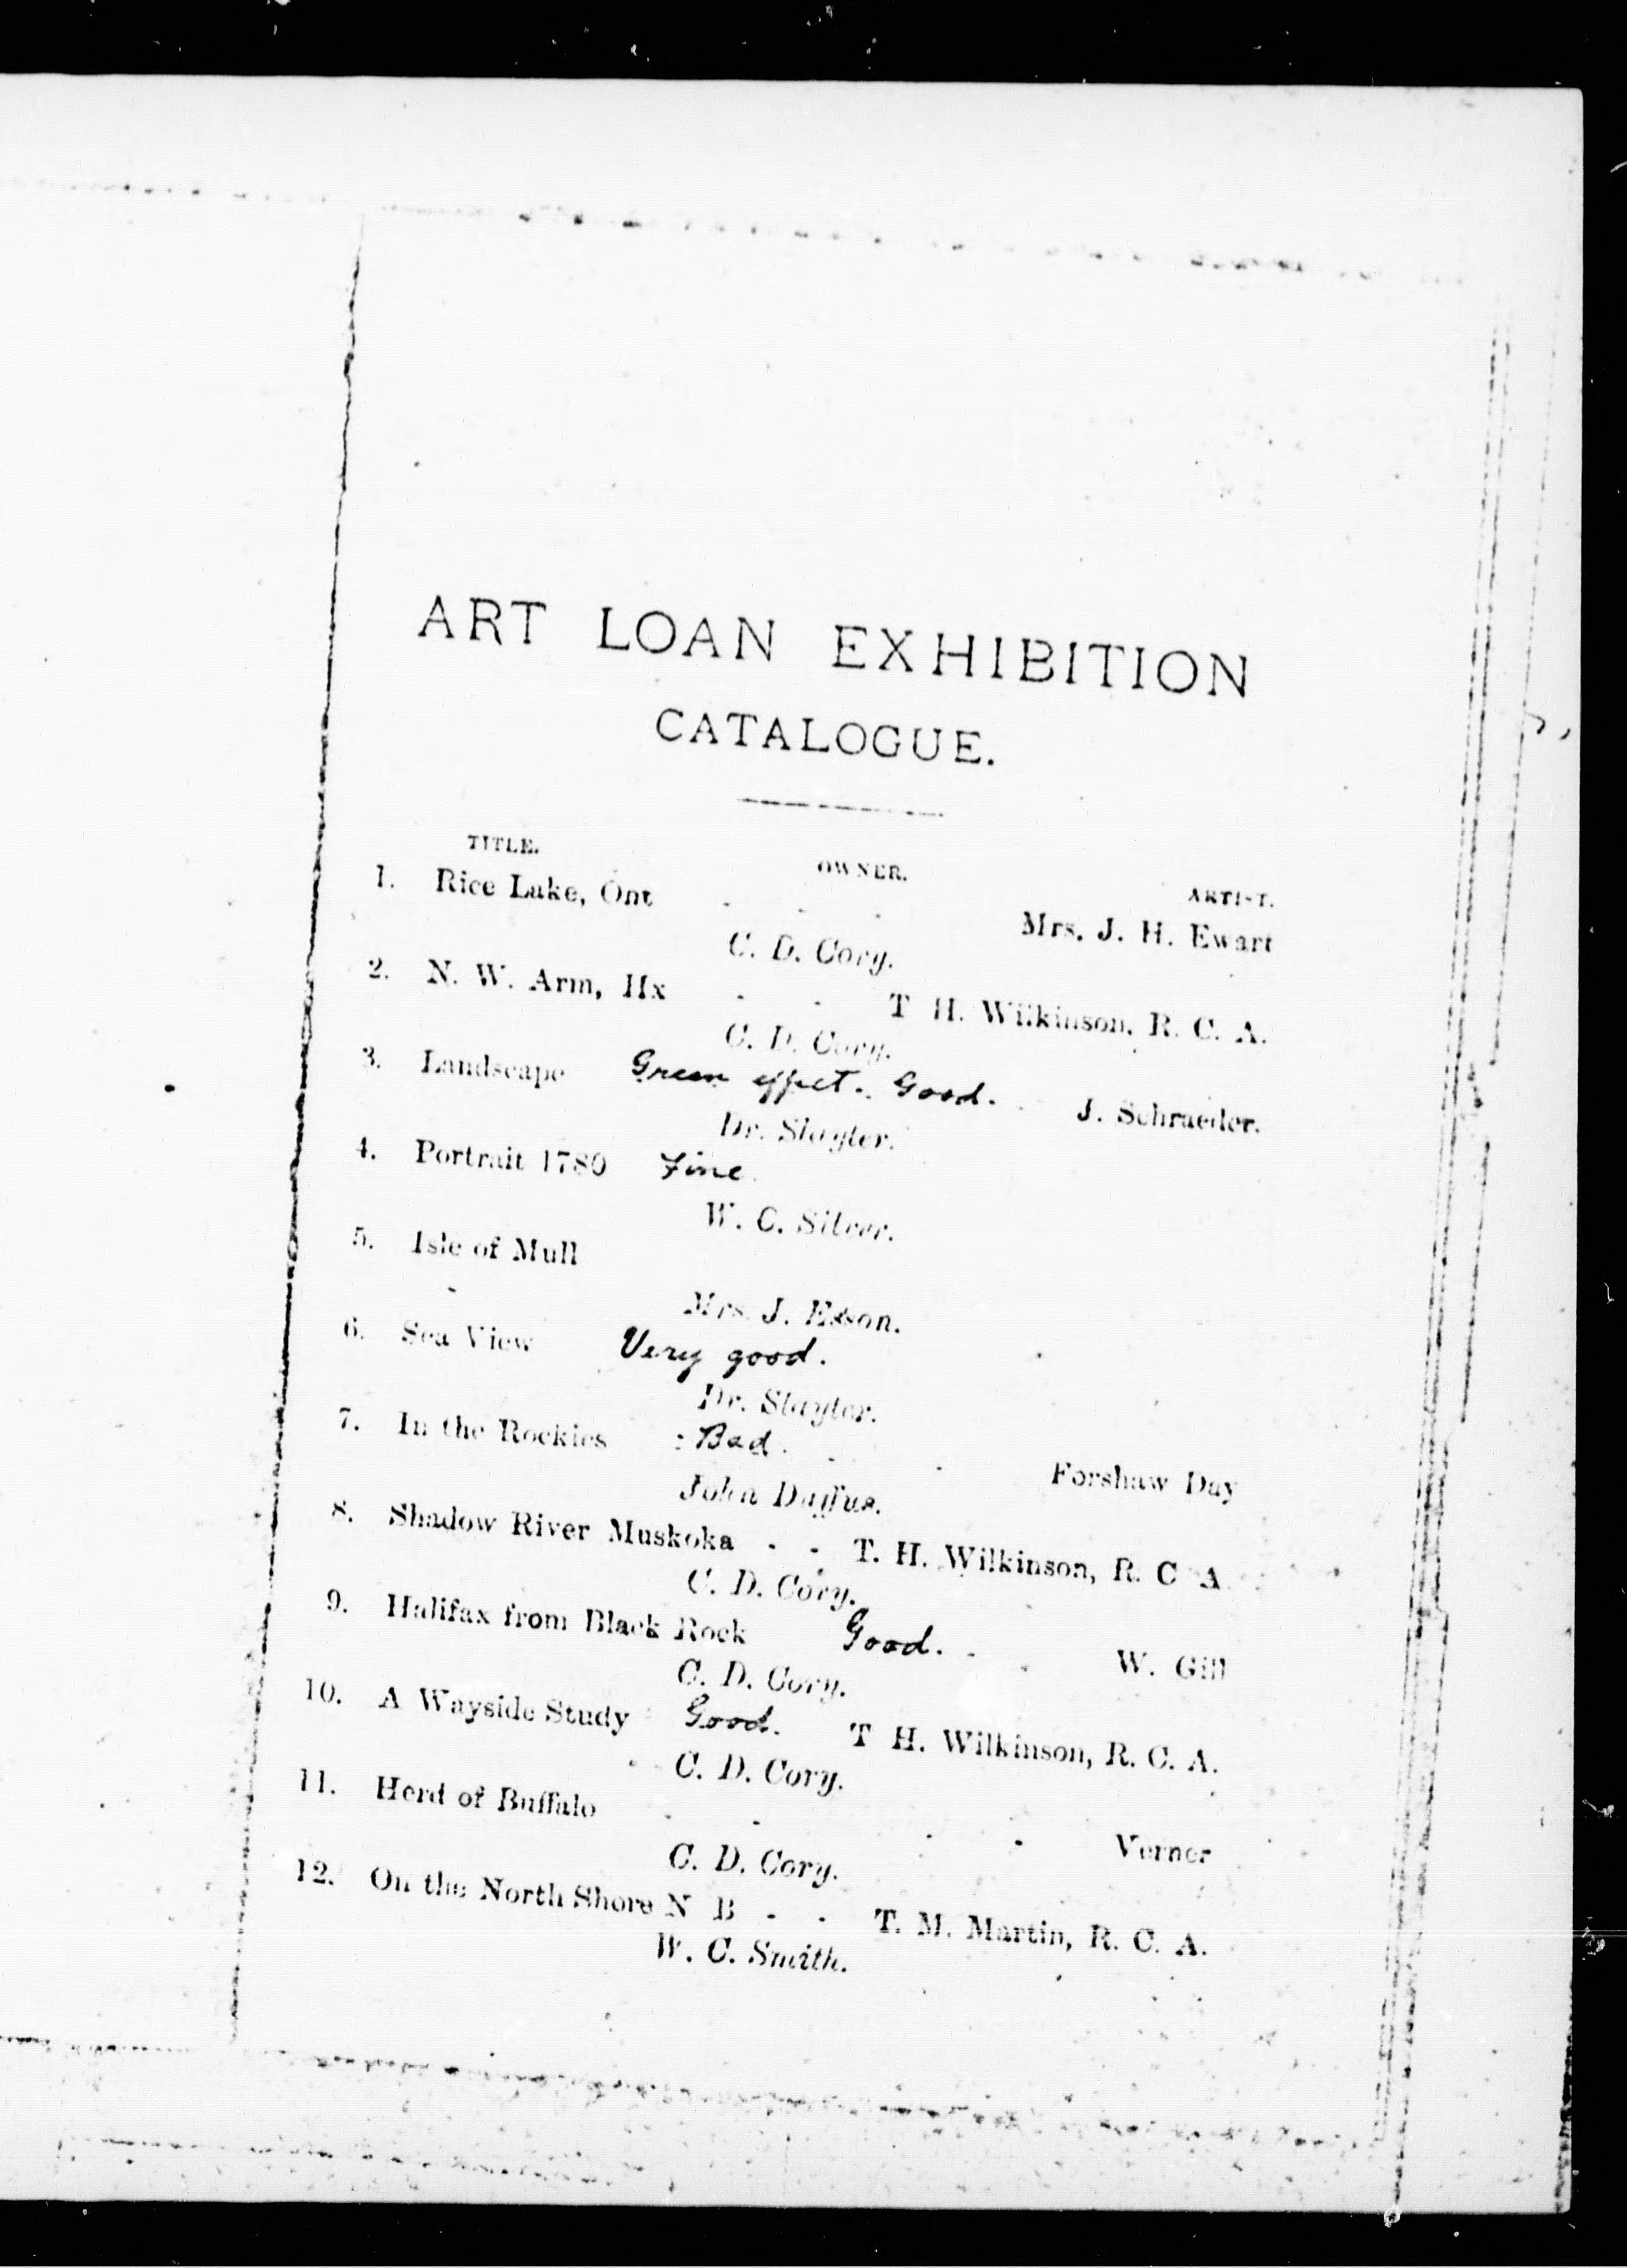 ART LOAN EXHIBITION
CATALOGUE.
TITLE. OWNER. ARTIST.
1. Rice Lake, Ont - - - Mrs. J. H. Ewart
C. D. Cory.
2. N. W. Arm, Hx - - T H. Wilkinson, R. C. A.
C. D. Cory.
3. Landscape Green effect. Good. J. Schraeder.
Dr. Slayter.
4. Portrait 1780 Fine.
W. C. Silver.
5. Isle of Mull
Mrs. J. Esson.
6. Sea View Very good.
Dr. Slayter.
7. In the Rockies Bad. - - Forshaw Day
John Duffus.
8. Shadow River Muskoka - - T. H. Wilkinson, R. C A
C. D. Cory.
9. Halifax from Black Rock Good. - - W. Gill
C. D. Cory.
10. A Wayside Study Good. T H. Wilkinson, R. C. A.
C. D. Cory.
11. Herd of Buffalo - - - - Verner
C. D. Cory.
12. On the North Shore N B - - T. M. Martin, R. C. A.
W. C. Smith.